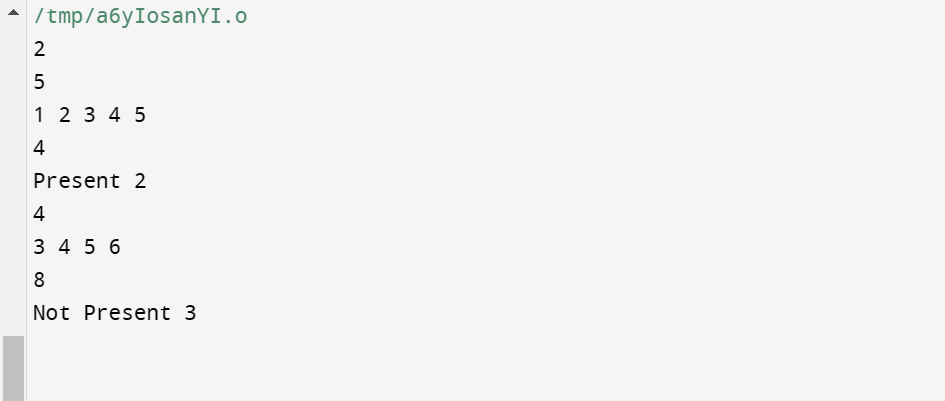 /tmp/a6yIosanYI.o
2
5
1 2 3 4 5
4
Present 2
4
3 4 5 6
8
Not Present 3